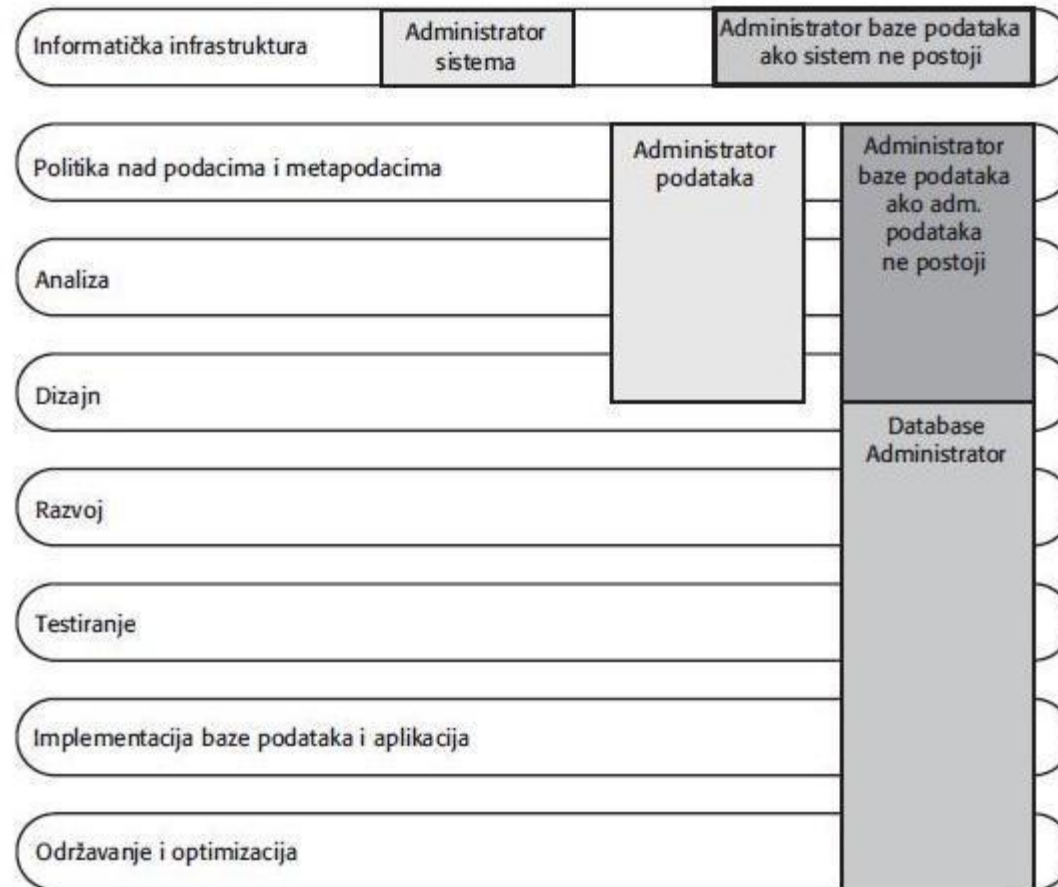 Informatička infrastruktura
Administrator
sistema
Administrator baze podataka
ako sistem ne postoji
Politika nad podacima i metapodacima
Administrator
podataka
Administrator
baze podataka
ako adm.
podataka
ne postoji
Analiza
Dizajn
Database
Administrator
Razvoj
Testiranje
Implementacija baze podataka i aplikacija
Održavanje i optimizacija